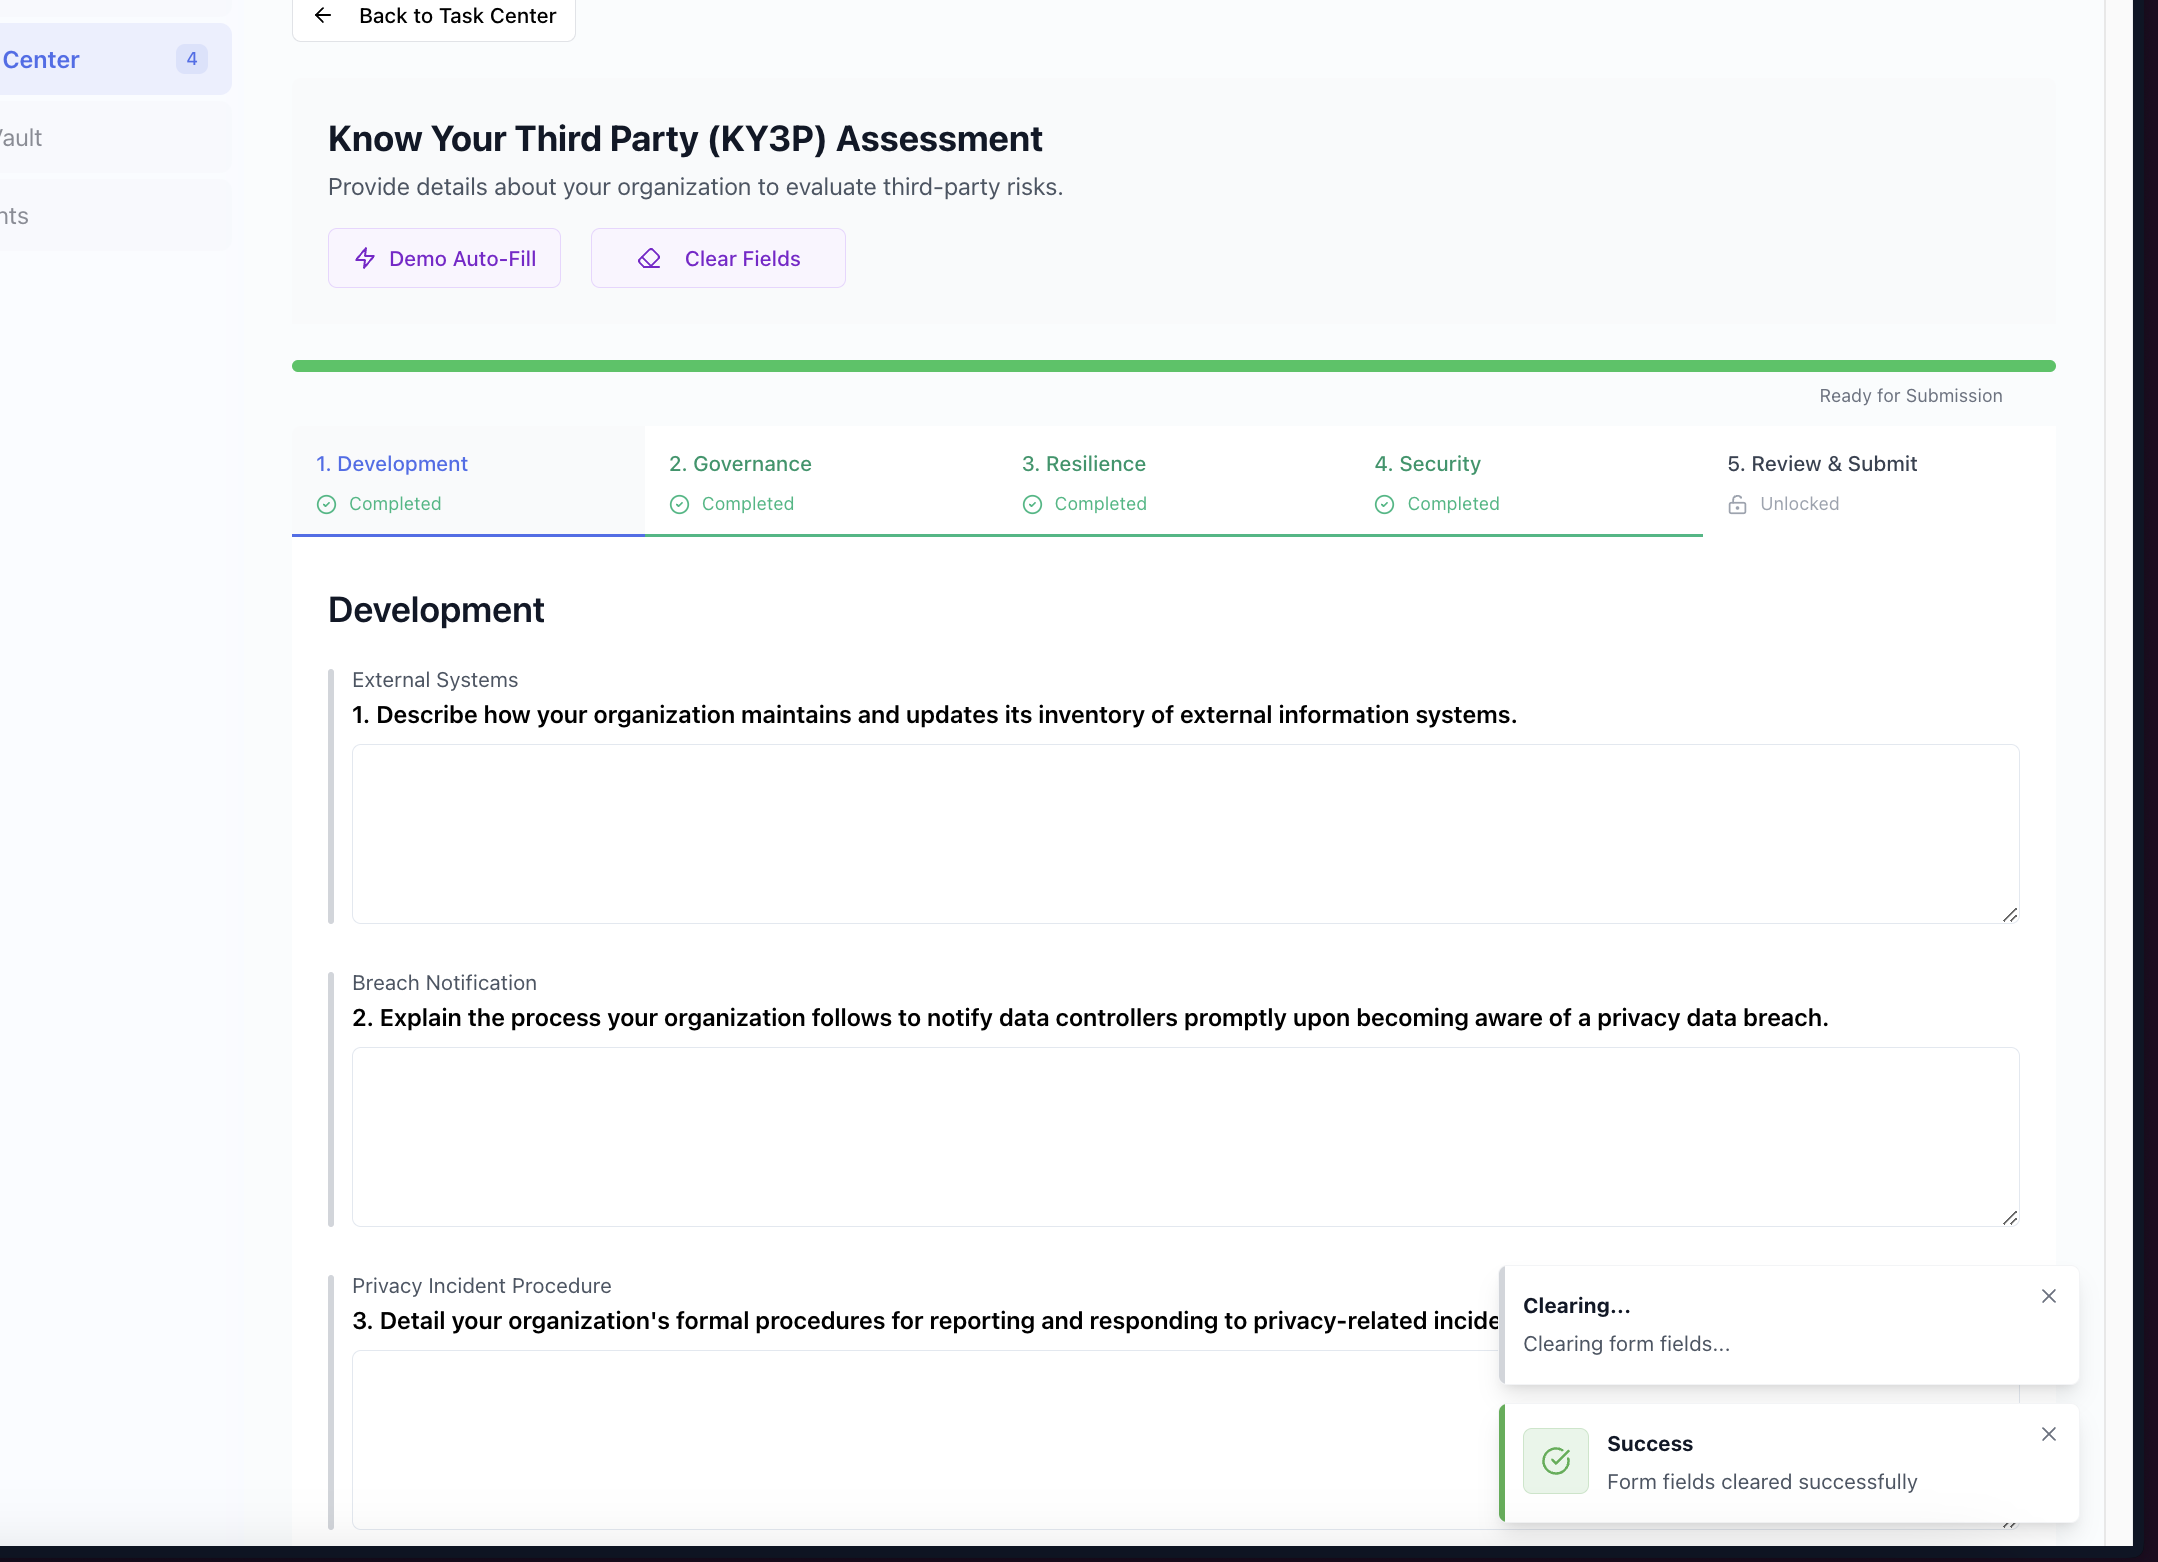 Back to Task Center
Center 4
Vault
nts
Know Your Third Party (KY3P) Assessment
Provide details about your organization to evaluate third-party risks.
Demo Auto-Fill
Clear Fields
Ready for Submission
1. Development
Completed
2. Governance
Completed
3. Resilience
Completed
4. Security
Completed
5. Review & Submit
Unlocked
Development
External Systems
1. Describe how your organization maintains and updates its inventory of external information systems.
Breach Notification
2. Explain the process your organization follows to notify data controllers promptly upon becoming aware of a privacy data breach.
Privacy Incident Procedure
3. Detail your organization's formal procedures for reporting and responding to privacy-related incide
Clearing...
Clearing form fields...
Success
Form fields cleared successfully